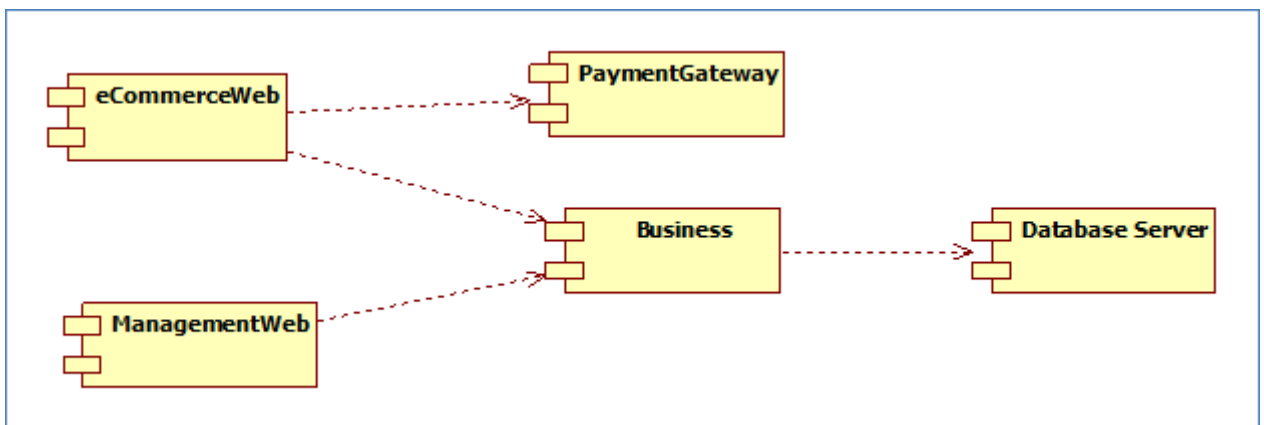 eCommerceWeb
PaymentGateway
Business
Database Server
ManagementWeb